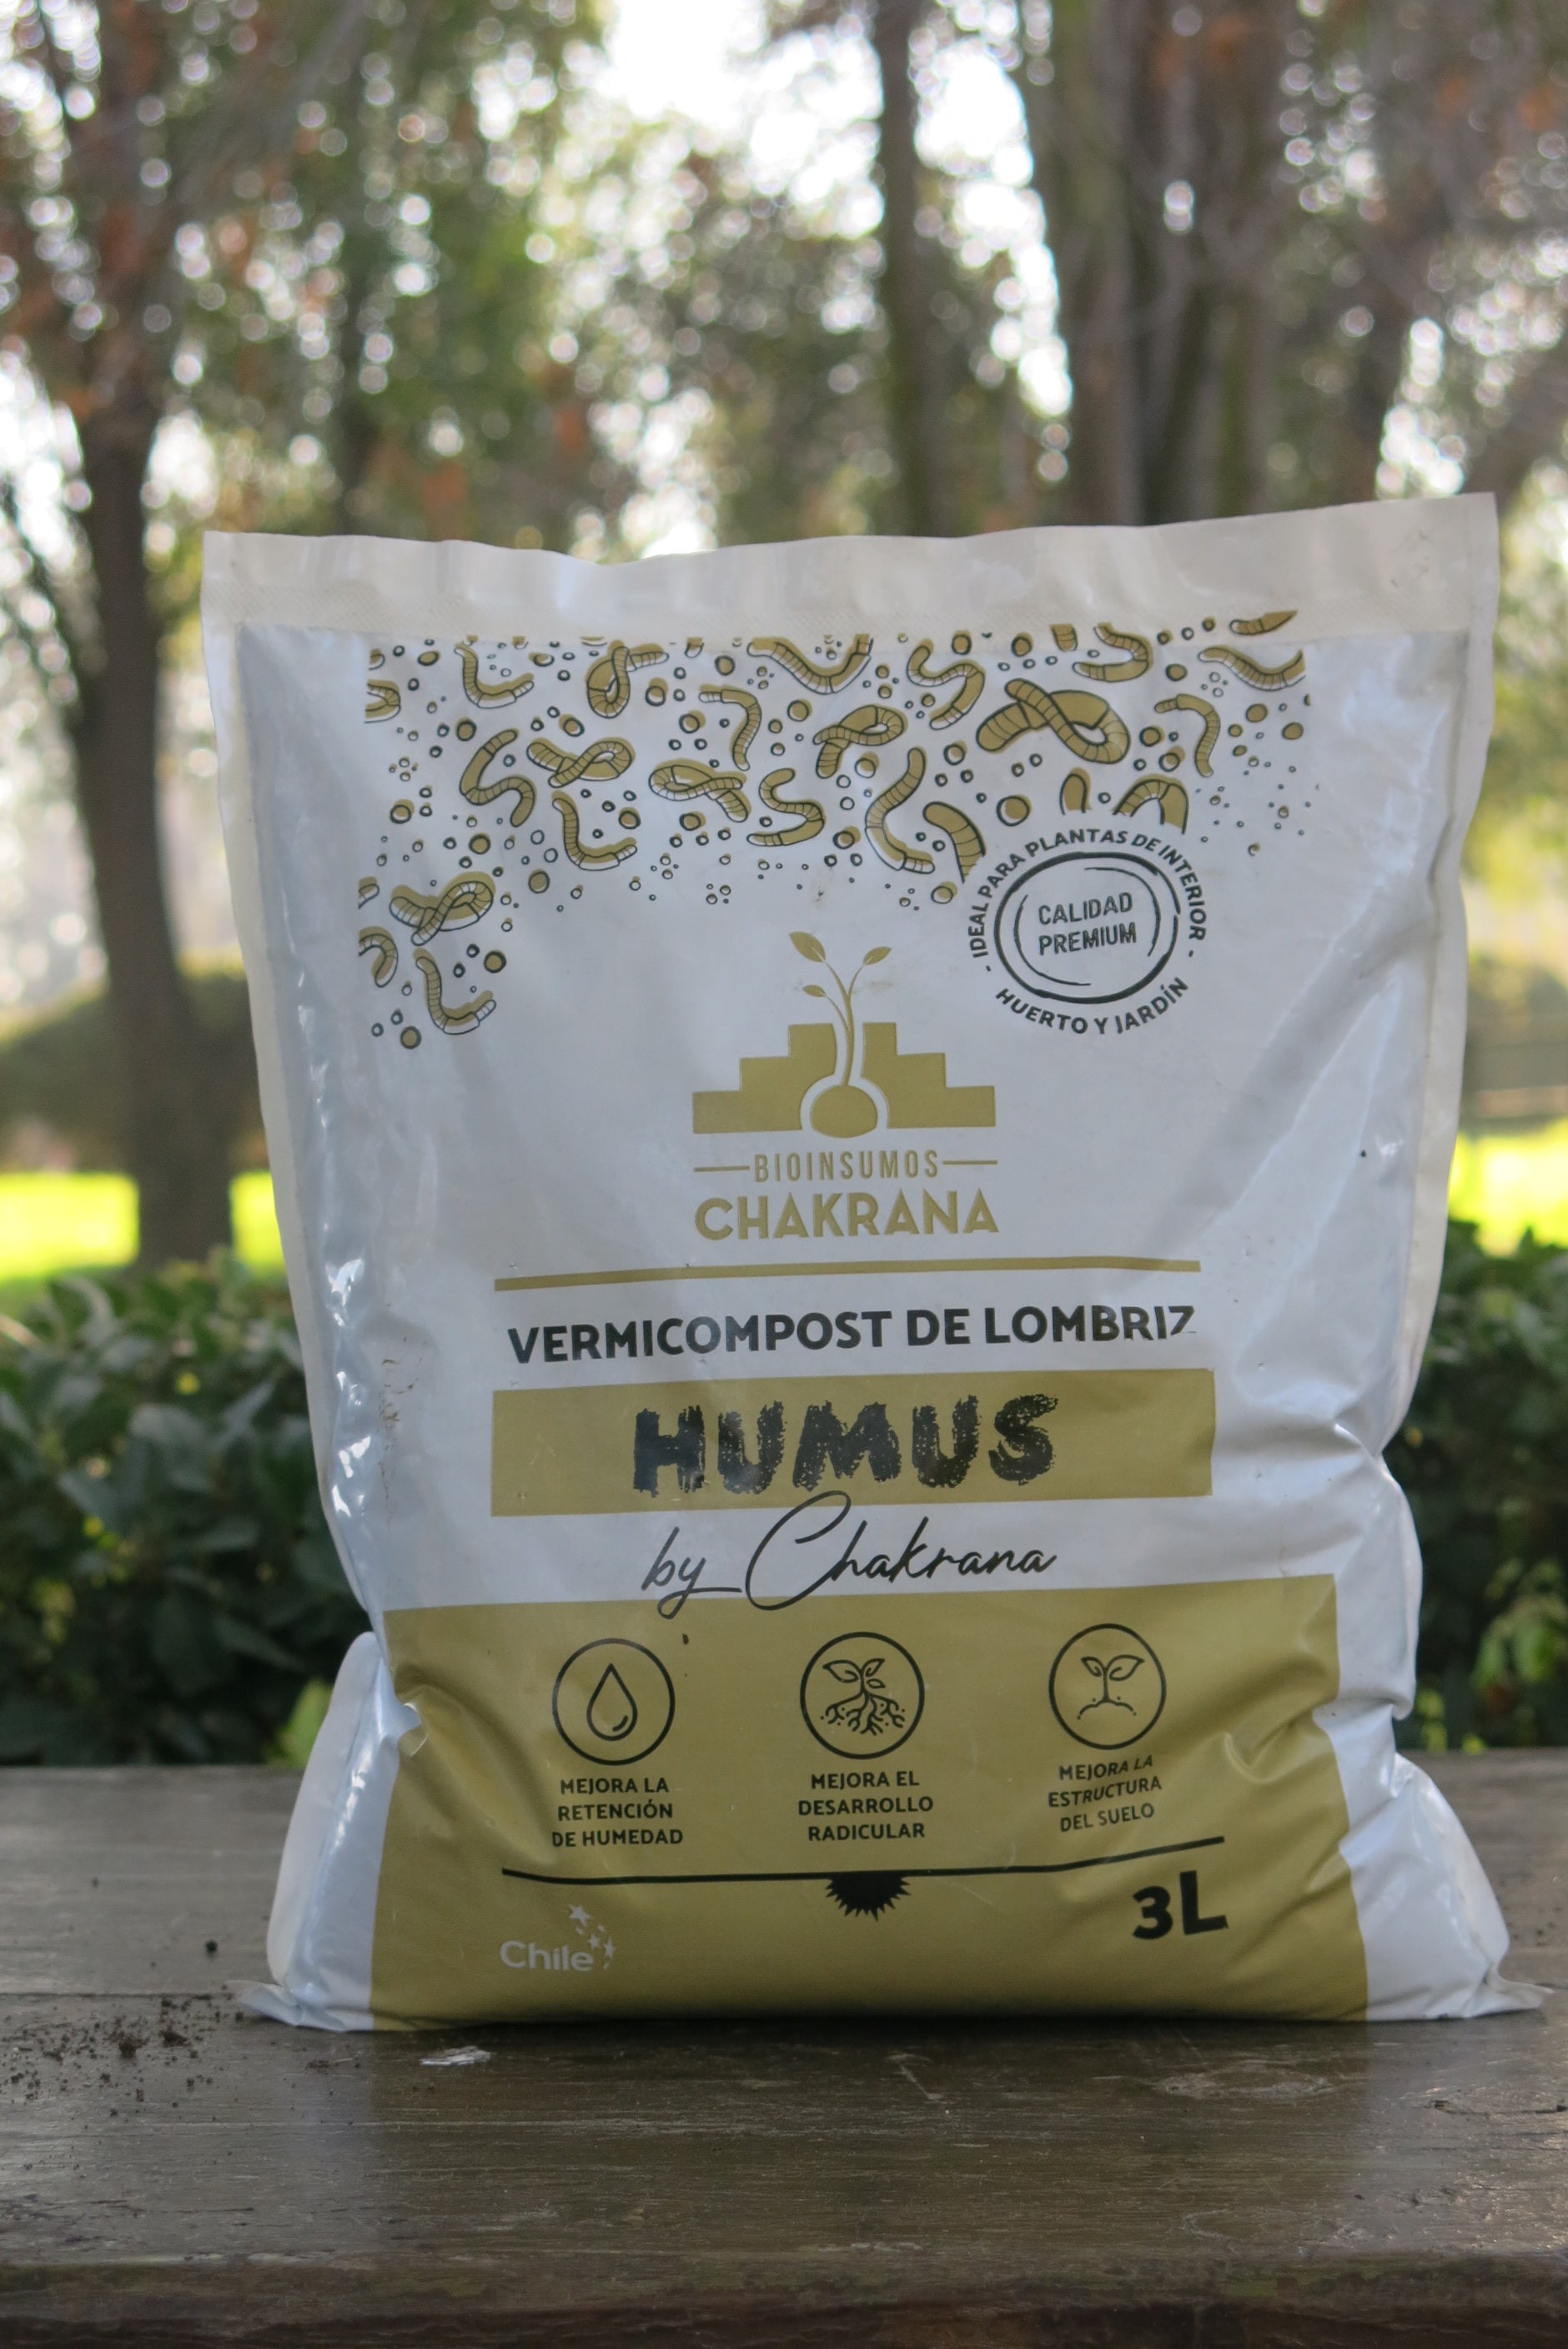 · IDEAL PARA PLANTAS DE INTERIOR ·
CALIDAD
PREMIUM
HUERTO Y JARDÍN
BIOINSUMOS
CHAKRANA
VERMICOMPOST DE LOMBRIZ
HUMUS
by Chakrana
MEJORA LA
RETENCIÓN
DE HUMEDAD
MEJORA EL
DESARROLLO
RADICULAR
MEJORA LA
ESTRUCTURA
DEL SUELO
3L
Chile